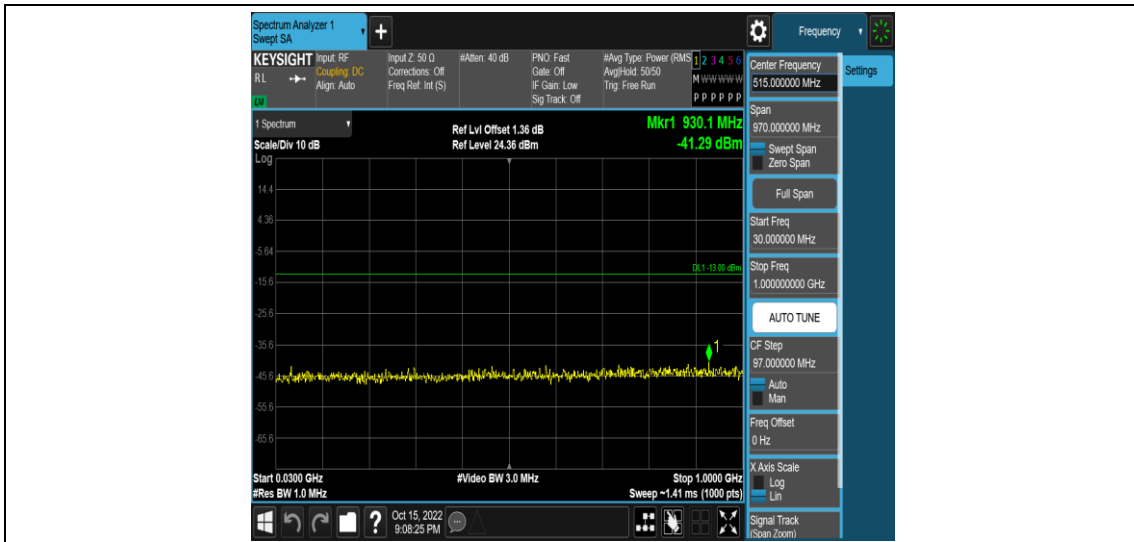 Spectrum Analyzer 1
Swept SA
+
Frequency
KEYSIGHT Input: RF
Coupling: DC
Align: Auto
RL
LXI
Input Z: 50 Ω
Corrections: Off
Freq Ref: Int (S)
#Atten: 40 dB
PNO: Fast
Gate: Off
IF Gain: Low
Sig Track: Off
#Avg Type: Power (RMS
Avg|Hold: 50/50
Trig: Free Run
1 2 3 4 5 6
M W W W W W
P P P P P P
1 Spectrum
Scale/Div 10 dB
Log
Ref Lvl Offset 1.36 dB
Ref Level 24.36 dBm
Mkr1 930.1 MHz
-41.29 dBm
14.4
4.36
-5.64
DL1 -13.00 dBm
-15.6
-25.6
-35.6
1
-45.6
-55.6
-65.6
Start 0.0300 GHz
#Res BW 1.0 MHz
#Video BW 3.0 MHz
Stop 1.0000 GHz
Sweep ~1.41 ms (1000 pts)
?
Oct 15, 2022
9:08:25 PM
Center Frequency
515.000000 MHz
Settings
Span
970.000000 MHz
Swept Span
Zero Span
Full Span
Start Freq
30.000000 MHz
Stop Freq
1.000000000 GHz
AUTO TUNE
CF Step
97.000000 MHz
Auto
Man
Freq Offset
0 Hz
X Axis Scale
Log
Lin
Signal Track
(Span Zoom)